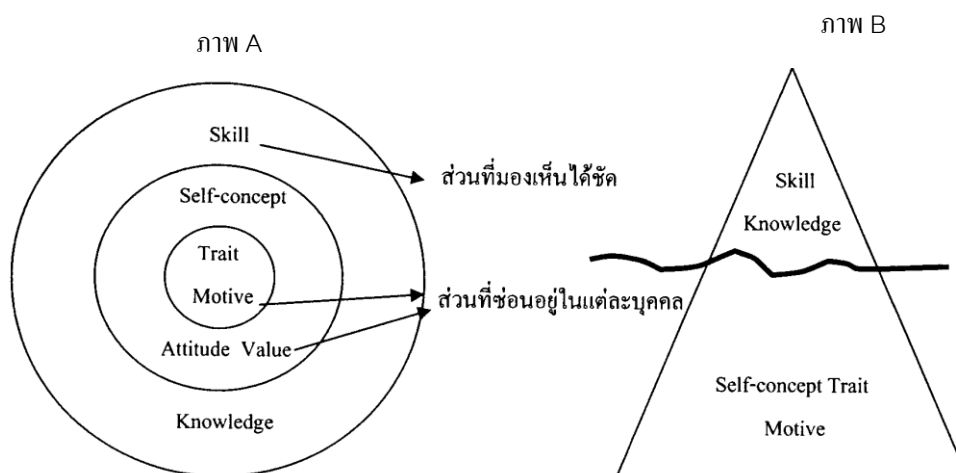 ภาพ A
ภาพ B
Skill
ส่วนที่มองเห็นได้ชัด
Self-concept
Trait
Motive
ส่วนที่ซ่อนอยู่ในแต่ละบุคคล
Attitude Value
Knowledge
Skill
Knowledge
Self-concept Trait
Motive